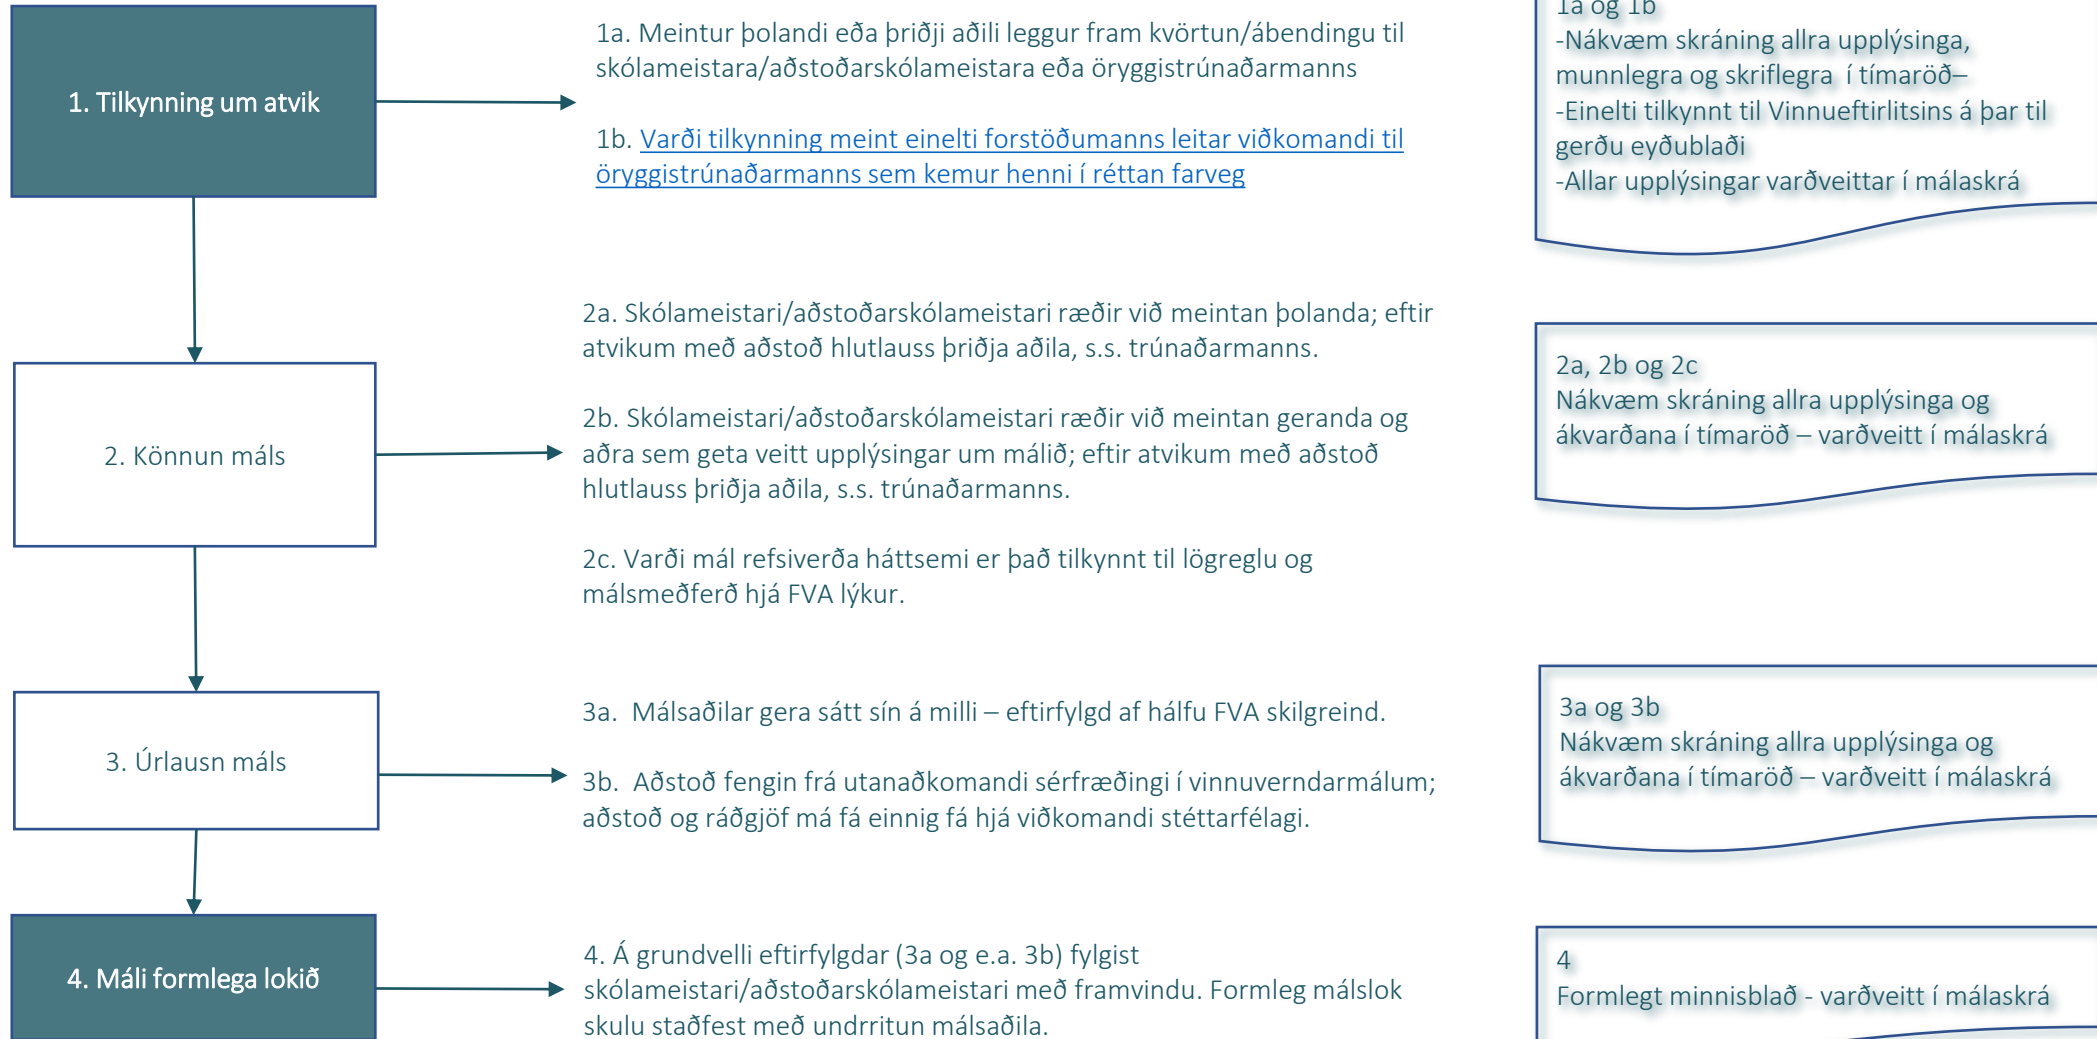 1. Tilkynning um atvik
1a. Meintur þolandi eða þriðji aðili leggur fram kvörtun/ábendingu til
skólameistara/aðstoðarskólameistara eða öryggistrúnaðarmanns
1b. Varði tilkynning meint einelti forstöðumanns leitar viðkomandi til
öryggistrúnaðarmanns sem kemur henni í réttan farveg
1a og 1b
-Nákvæm skráning allra upplýsinga,
munnlegra og skriflegra í tímaröð–
-Einelti tilkynnt til Vinnueftirlitsins á þar til
gerðu eyðublaði
-Allar upplýsingar varðveittar í málaskrá
2. Könnun máls
2a. Skólameistari/aðstoðarskólameistari ræðir við meintan þolanda; eftir
atvikum með aðstoð hlutlauss þriðja aðila, s.s. trúnaðarmanns.
2b. Skólameistari/aðstoðarskólameistari ræðir við meintan geranda og
aðra sem geta veitt upplýsingar um málið; eftir atvikum með aðstoð
hlutlauss þriðja aðila, s.s. trúnaðarmanns.
2c. Varði mál refsiverða háttsemi er það tilkynnt til lögreglu og
málsmeðferð hjá FVA lýkur.
2a, 2b og 2c
Nákvæm skráning allra upplýsinga og
ákvarðana í tímaröð – varðveitt í málaskrá
3. Úrlausn máls
3a. Málsaðilar gera sátt sín á milli – eftirfylgd af hálfu FVA skilgreind.
3b. Aðstoð fengin frá utanaðkomandi sérfræðingi í vinnuverndarmálum;
aðstoð og ráðgjöf má fá einnig fá hjá viðkomandi stéttarfélagi.
3a og 3b
Nákvæm skráning allra upplýsinga og
ákvarðana í tímaröð – varðveitt í málaskrá
4. Máli formlega lokið
4. Á grundvelli eftirfylgdar (3a og e.a. 3b) fylgist
skólameistari/aðstoðarskólameistari með framvindu. Formleg málslok
skulu staðfest með undrritun málsaðila.
4
Formlegt minnisblað - varðveitt í málaskrá